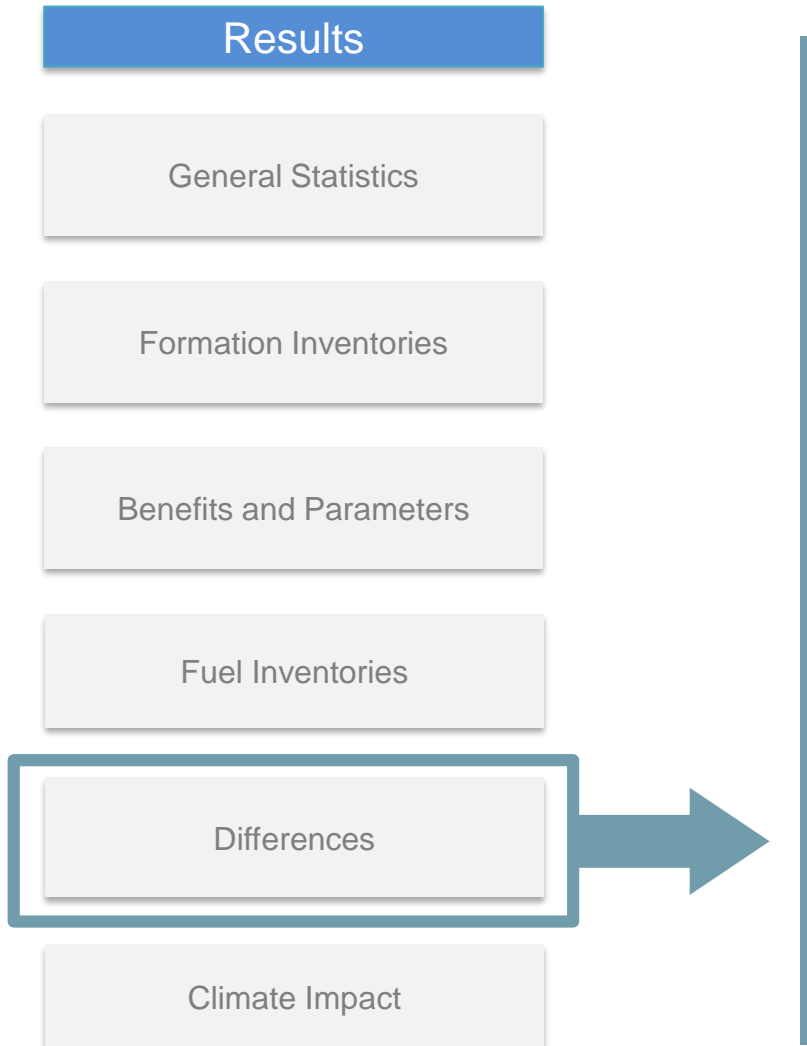 Results
General Statistics
Formation Inventories
Benefits and Parameters
Fuel Inventories
Differences
Climate Impact